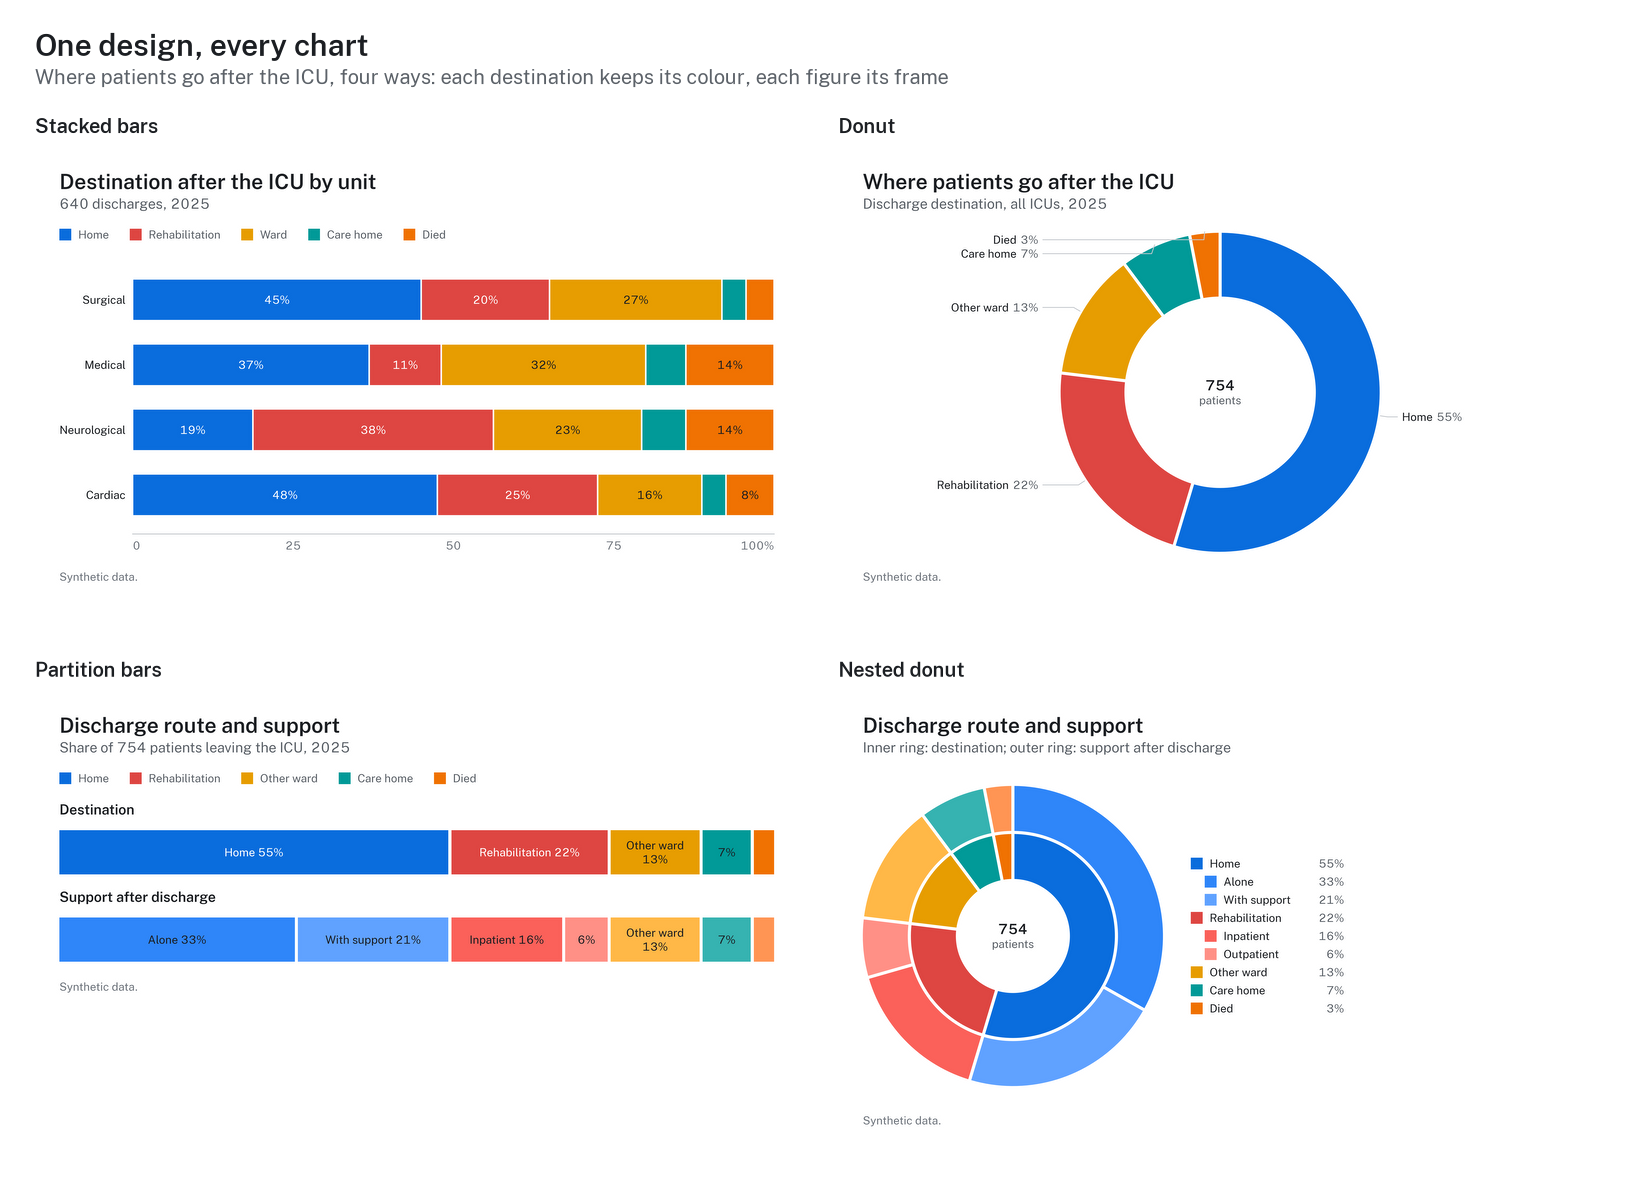 One design, every chart
Where patients go after the ICU, four ways: each destination keeps its colour, each figure its frame
Stacked bars
Destination after the ICU by unit
640 discharges, 2025
Home Rehabilitation Ward Care home Died
Surgical 45% 20% 27%
Medical 37% 11% 32% 14%
Neurological 19% 38% 23% 14%
Cardiac 48% 25% 16% 8%
0 25 50 75 100%
Synthetic data.
Donut
Where patients go after the ICU
Discharge destination, all ICUs, 2025
Died 3%
Care home 7%
Other ward 13%
754
patients
Home 55%
Rehabilitation 22%
Synthetic data.
Partition bars
Discharge route and support
Share of 754 patients leaving the ICU, 2025
Home Rehabilitation Other ward Care home Died
Destination
Home 55% Rehabilitation 22% Other ward 13% 7%
Support after discharge
Alone 33% With support 21% Inpatient 16% 6% Other ward 13% 7%
Synthetic data.
Nested donut
Discharge route and support
Inner ring: destination; outer ring: support after discharge
754
patients
Home 55%
Alone 33%
With support 21%
Rehabilitation 22%
Inpatient 16%
Outpatient 6%
Other ward 13%
Care home 7%
Died 3%
Synthetic data.